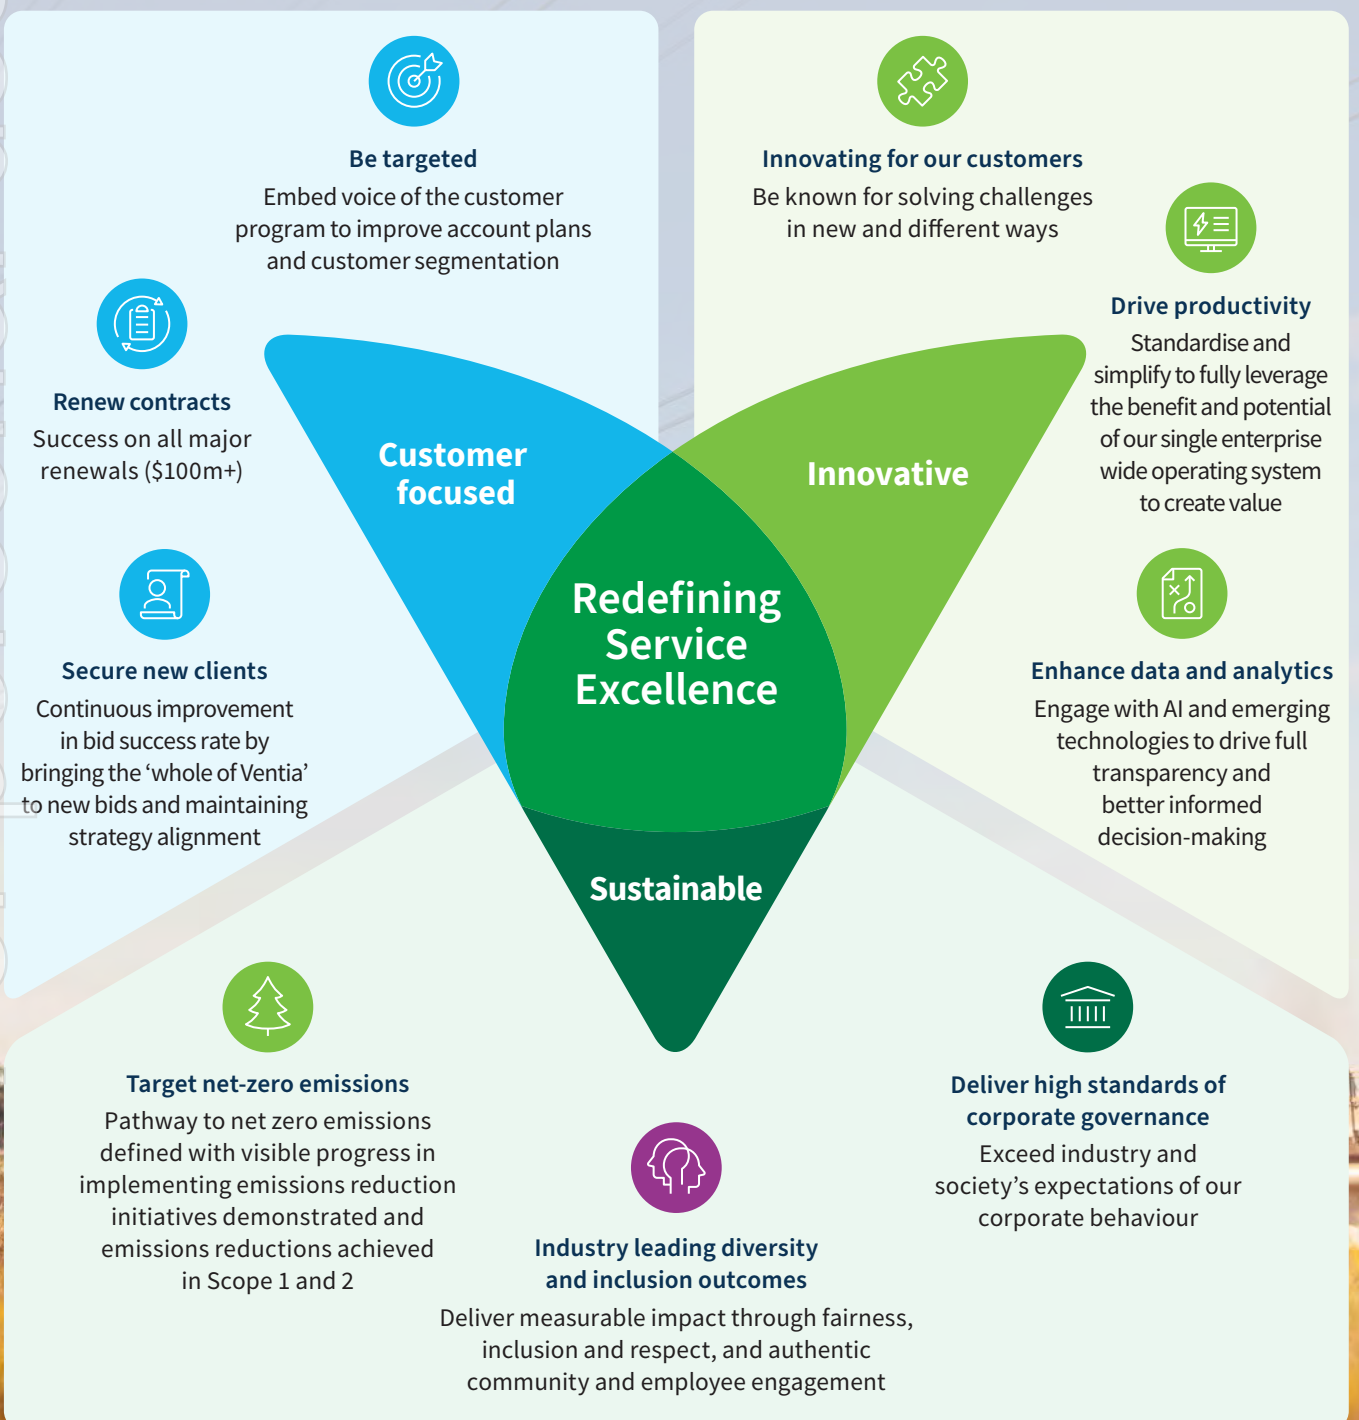 Be targeted
Embed voice of the customer
program to improve account plans
and customer segmentation
Renew contracts
Success on all major
renewals ($100m+)
Secure new clients
Continuous improvement
in bid success rate by
bringing the ‘whole of Ventia’
to new bids and maintaining
strategy alignment
Customer
focused
Innovating for our customers
Be known for solving challenges
in new and different ways
Drive productivity
Standardise and
simplify to fully leverage
the benefit and potential
of our single enterprise
wide operating system
to create value
Enhance data and analytics
Engage with AI and emerging
technologies to drive full
transparency and
better informed
decision-making
Innovative
Redefining
Service
Excellence
Sustainable
Target net-zero emissions
Pathway to net zero emissions
defined with visible progress in
implementing emissions reduction
initiatives demonstrated and
emissions reductions achieved
in Scope 1 and 2
Industry leading diversity
and inclusion outcomes
Deliver measurable impact through fairness,
inclusion and respect, and authentic
community and employee engagement
Deliver high standards of
corporate governance
Exceed industry and
society’s expectations of our
corporate behaviour